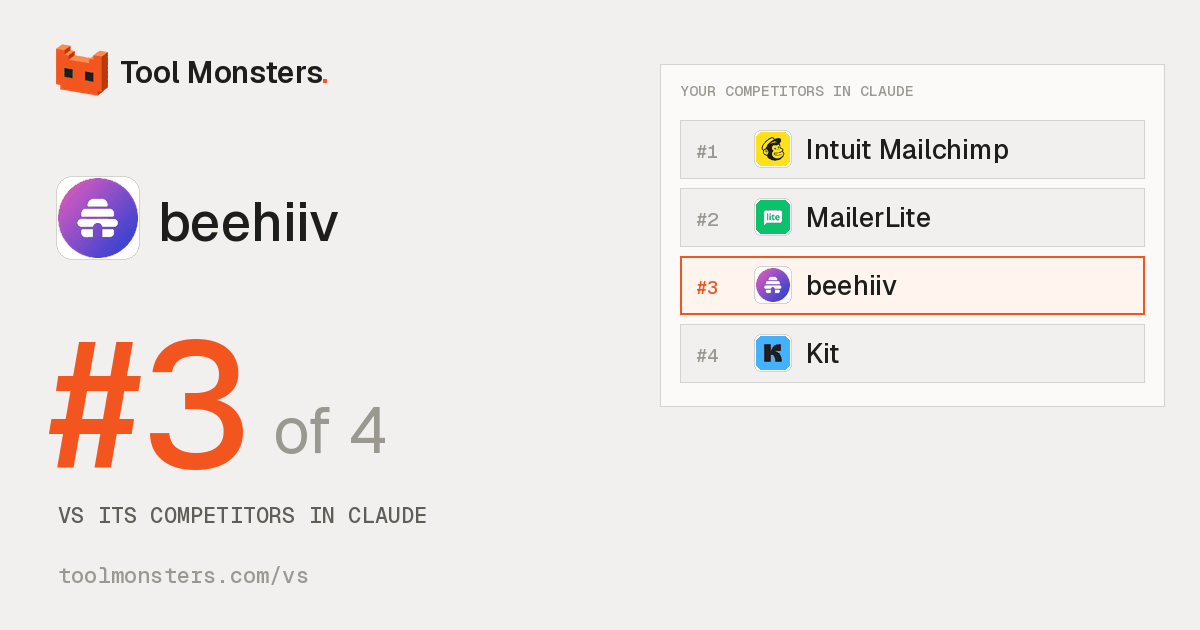 Tool Monsters.
beehiiv
#3 of 4
VS ITS COMPETITORS IN CLAUDE
toolmonsters.com/vs
YOUR COMPETITORS IN CLAUDE
#1 Intuit Mailchimp
#2 lite MailerLite
#3 beehiiv
#4 K Kit